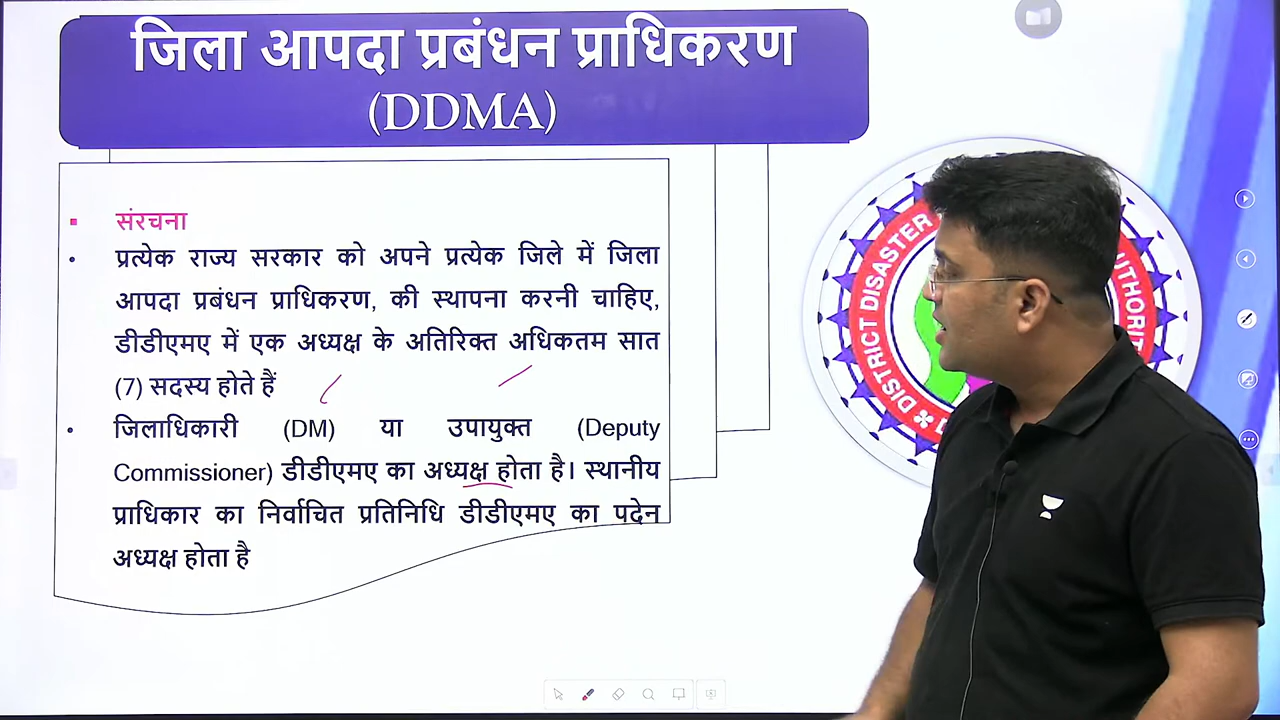 जिला आपदा प्रबंधन प्राधिकरण
(DDMA)
संरचना
प्रत्येक राज्य सरकार को अपने प्रत्येक जिले में जिला
आपदा प्रबंधन प्राधिकरण, की स्थापना करनी चाहिए,
डीडीएमए में एक अध्यक्ष के अतिरिक्त अधिकतम सात
(7) सदस्य होते हैं
जिलाधिकारी (DM) या उपायुक्त (Deputy
Commissioner) डीडीएमए का अध्यक्ष होता है। स्थानीय
प्राधिकार का निर्वाचित प्रतिनिधि डीडीएमए का पदेन
अध्यक्ष होता है
DISTRICT DISASTER